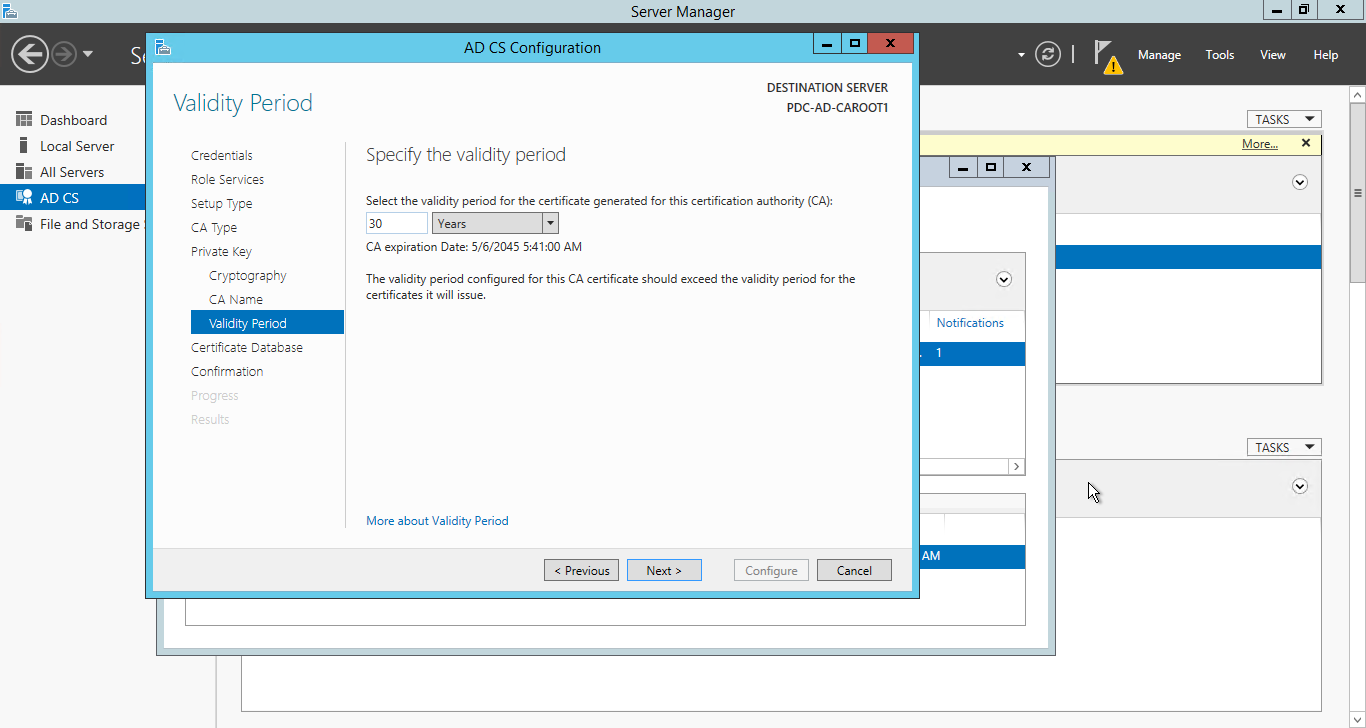 Server Manager
Manage
Tools
View
Help
Dashboard
Local Server
All Servers
AD CS
File and Storage
TASKS
More...
Notifications
1
TASKS
AM
AD CS Configuration
Validity Period
DESTINATION SERVER
PDC-AD-CAROOT1
Credentials
Role Services
Setup Type
CA Type
Private Key
Cryptography
CA Name
Validity Period
Certificate Database
Confirmation
Progress
Results
Specify the validity period
Select the validity period for the certificate generated for this certification authority (CA):
30 Years
CA expiration Date: 5/6/2045 5:41:00 AM
The validity period configured for this CA certificate should exceed the validity period for the
certificates it will issue.
More about Validity Period
< Previous
Next >
Configure
Cancel